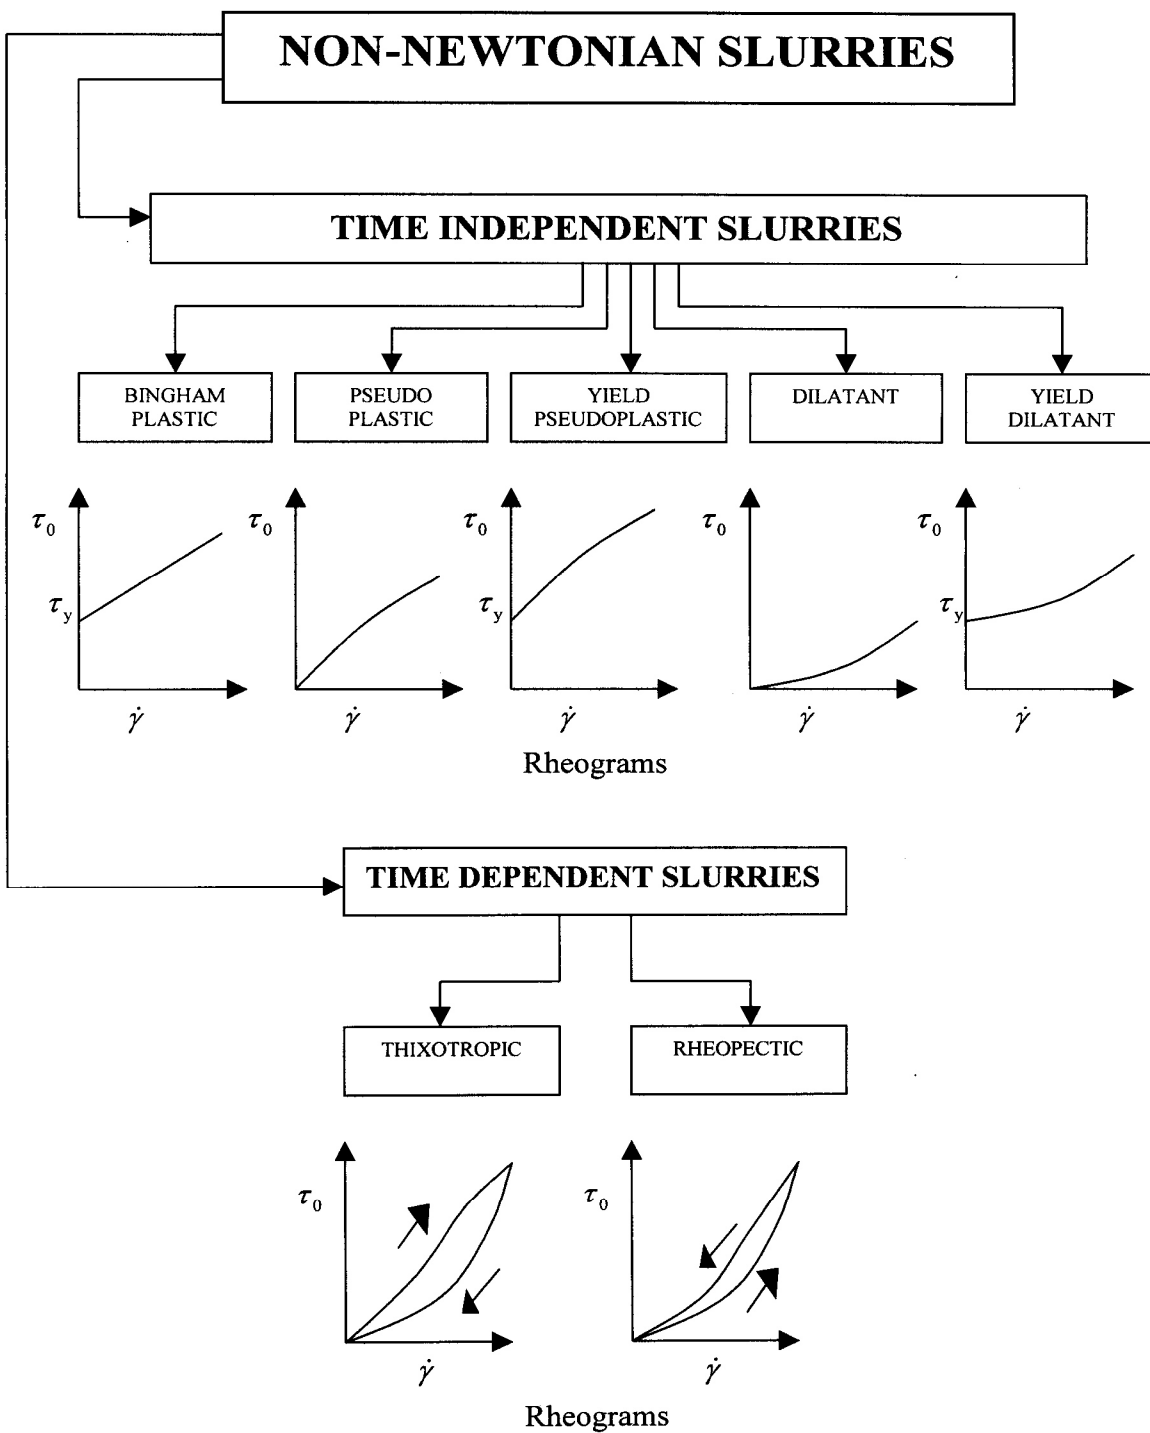 NON-NEWTONIAN SLURRIES
TIME INDEPENDENT SLURRIES
BINGHAM
PLASTIC
PSEUDO
PLASTIC
YIELD
PSEUDOPLASTIC
DILATANT
YIELD
DILATANT
τ₀
τy
γ̇
τ₀
γ̇
τ₀
τy
γ̇
τ₀
γ̇
τ₀
τy
γ̇
Rheograms
TIME DEPENDENT SLURRIES
THIXOTROPIC
RHEOPECTIC
τ₀
γ̇
τ₀
γ̇
Rheograms